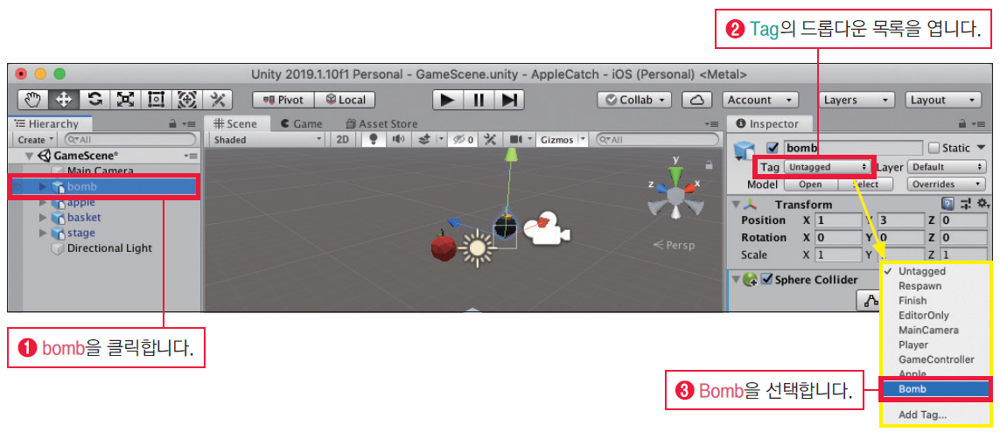 ❷ Tag의 드롭다운 목록을 엽니다.
Unity 2019.1.10f1 Personal - GameScene.unity - AppleCatch - iOS (Personal) <Metal>
Pivot Local Collab Account Layers Layout
Hierarchy Scene Game Asset Store Inspector
Create All Shaded 2D 0 Gizmos All bomb Static
GameScene* Tag Untagged Layer Default
Main Camera Model Open Select Overrides
bomb Transform
apple Position X 1 Y 3 Z 0
basket Rotation X 0 Y 0 Z 0
stage Scale X 1 Y Z 1
Directional Light
y
z x
Persp
Sphere Collider
Untagged
Respawn
Finish
EditorOnly
MainCamera
Player
GameController
Apple
Bomb
Add Tag...
❶ bomb을 클릭합니다.
❸ Bomb을 선택합니다.